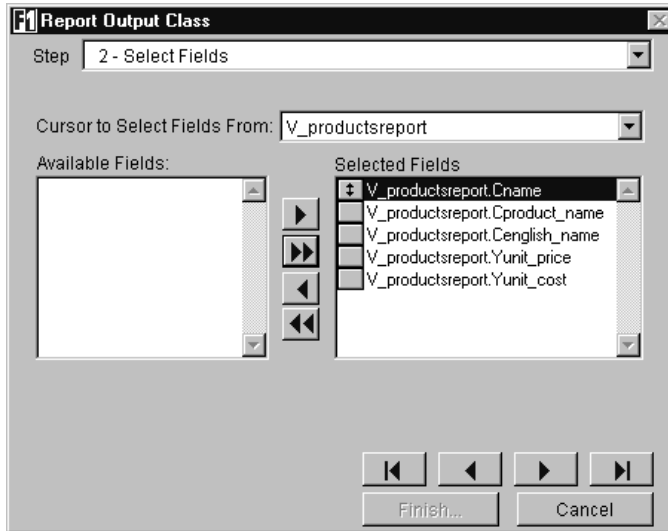 F1 Report Output Class
Step 2 - Select Fields
Cursor to Select Fields From: V_productsreport
Available Fields:
Selected Fields
V_productsreport.Cname
V_productsreport.Cproduct_name
V_productsreport.Cenglish_name
V_productsreport.Yunit_price
V_productsreport.Yunit_cost
Finish...
Cancel